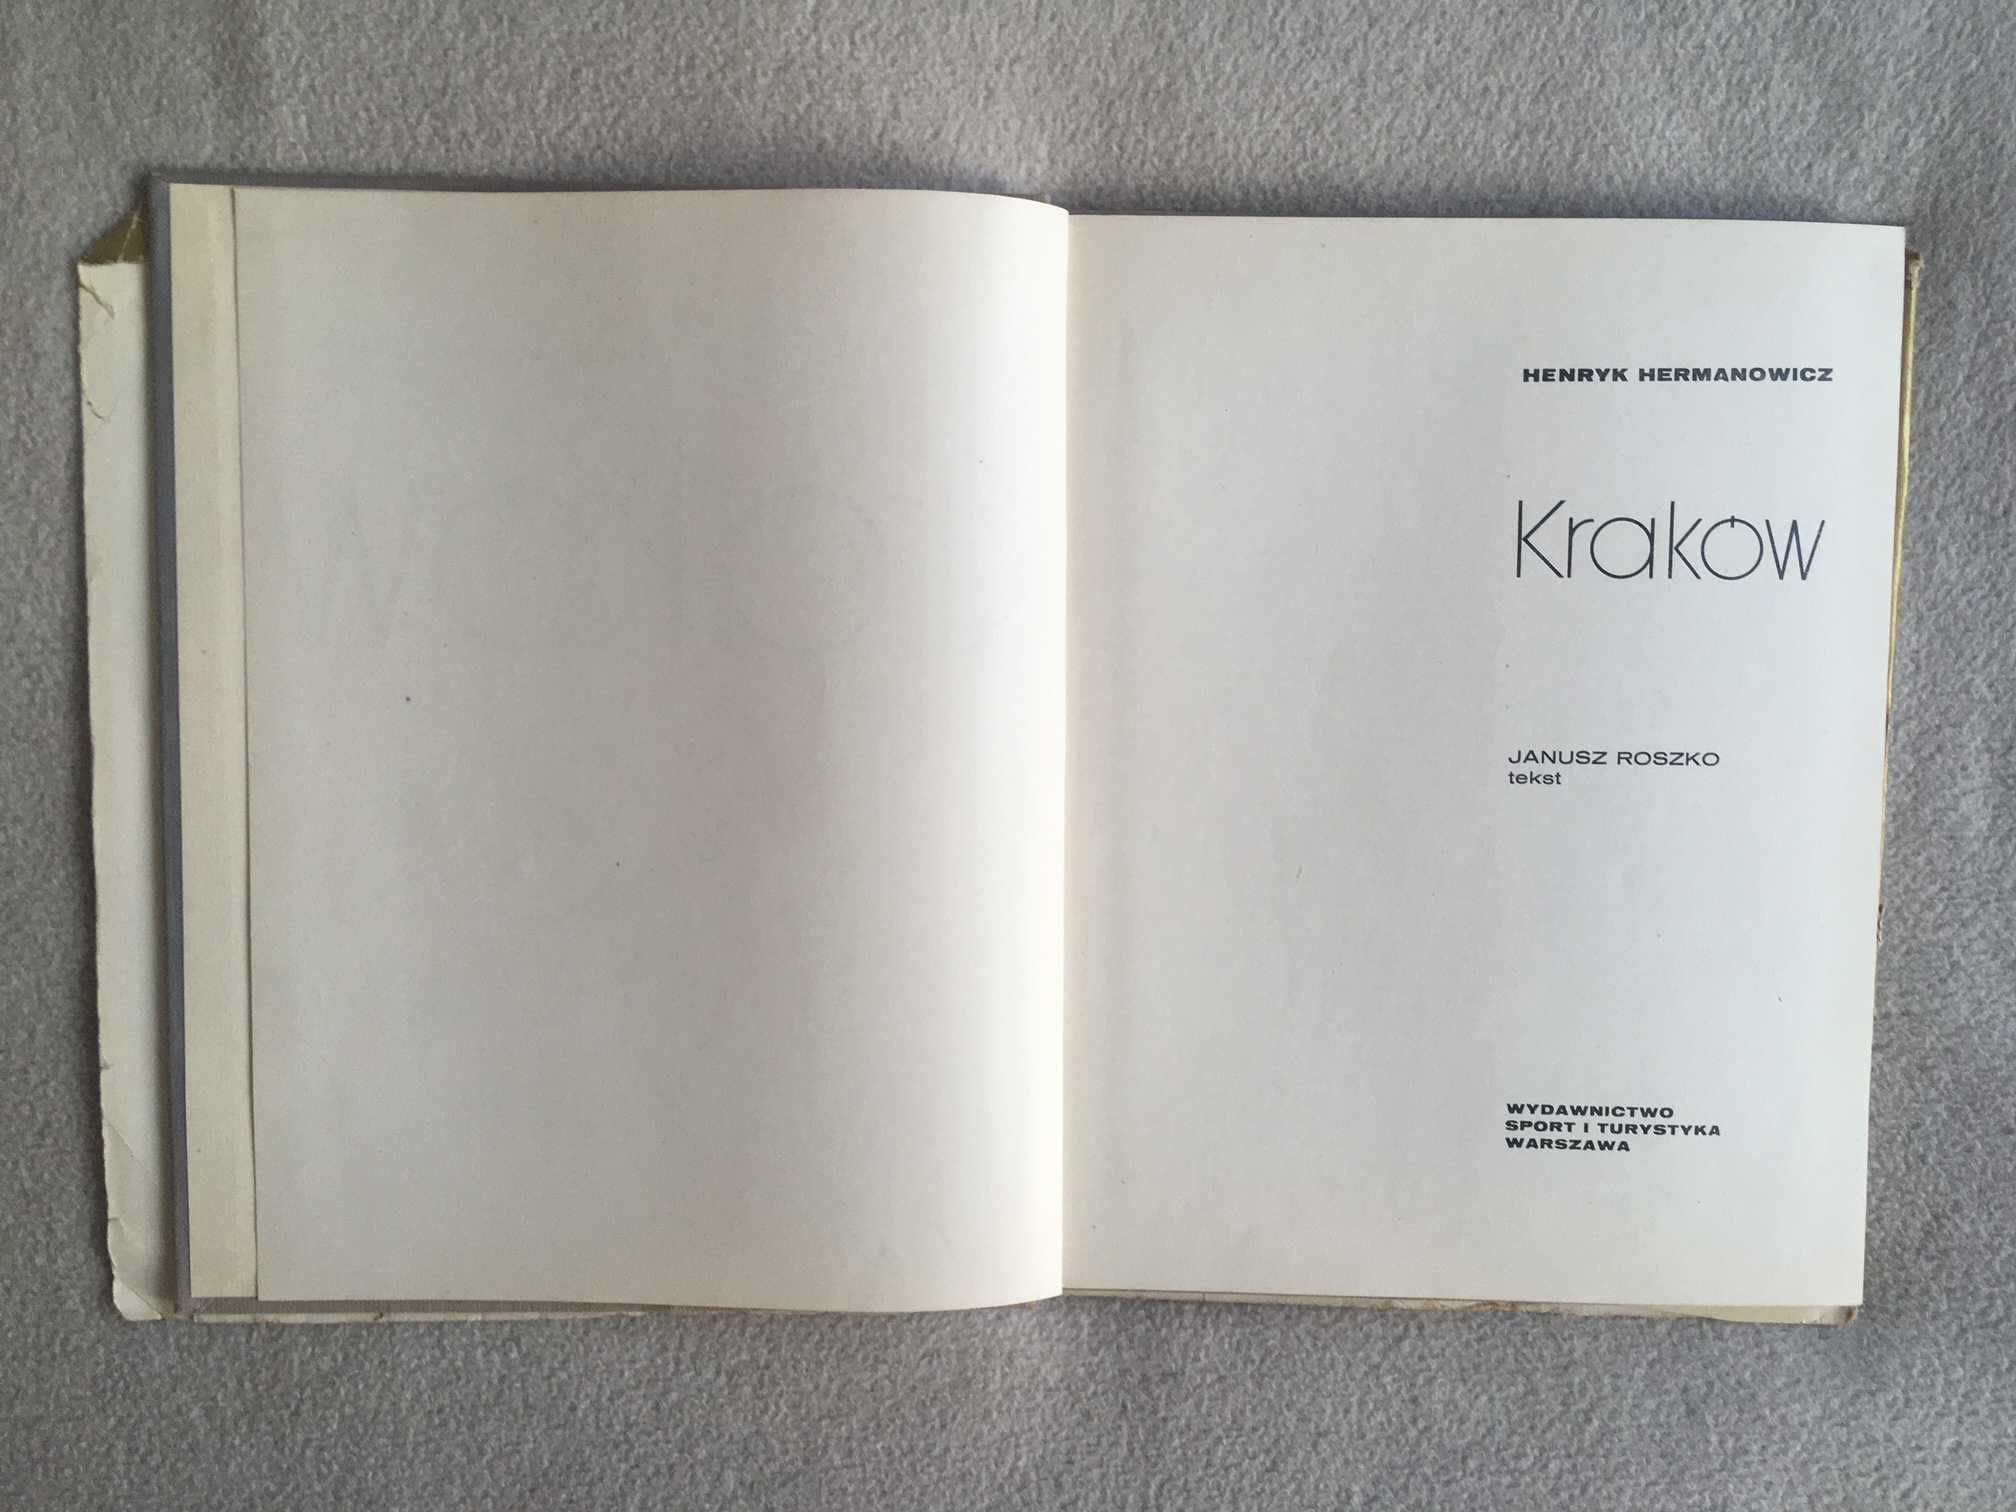 HENRYK HERMANOWICZ
Kraków
JANUSZ ROSZKO
tekst
WYDAWNICTWO
SPORT I TURYSTYKA
WARSZAWA